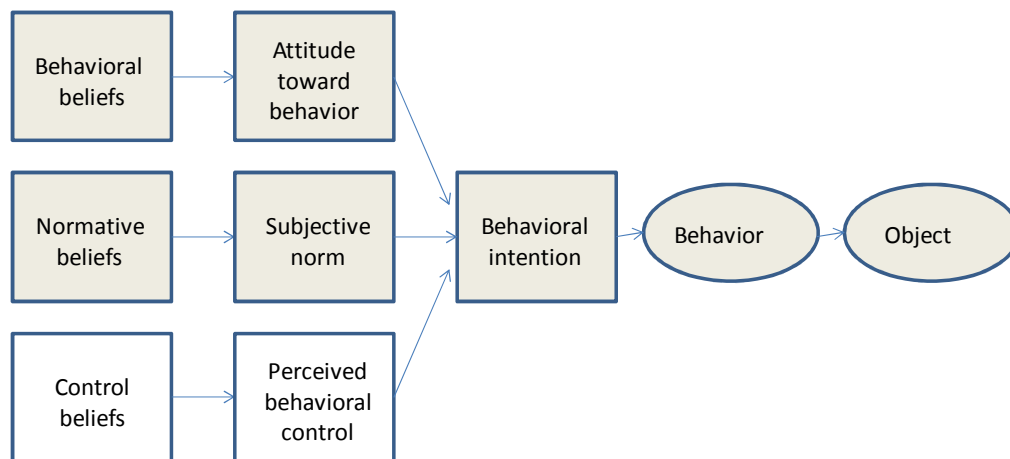 Behavioral
beliefs
Attitude
toward
behavior
Normative
beliefs
Subjective
norm
Behavioral
intention
Behavior
Object
Control
beliefs
Perceived
behavioral
control